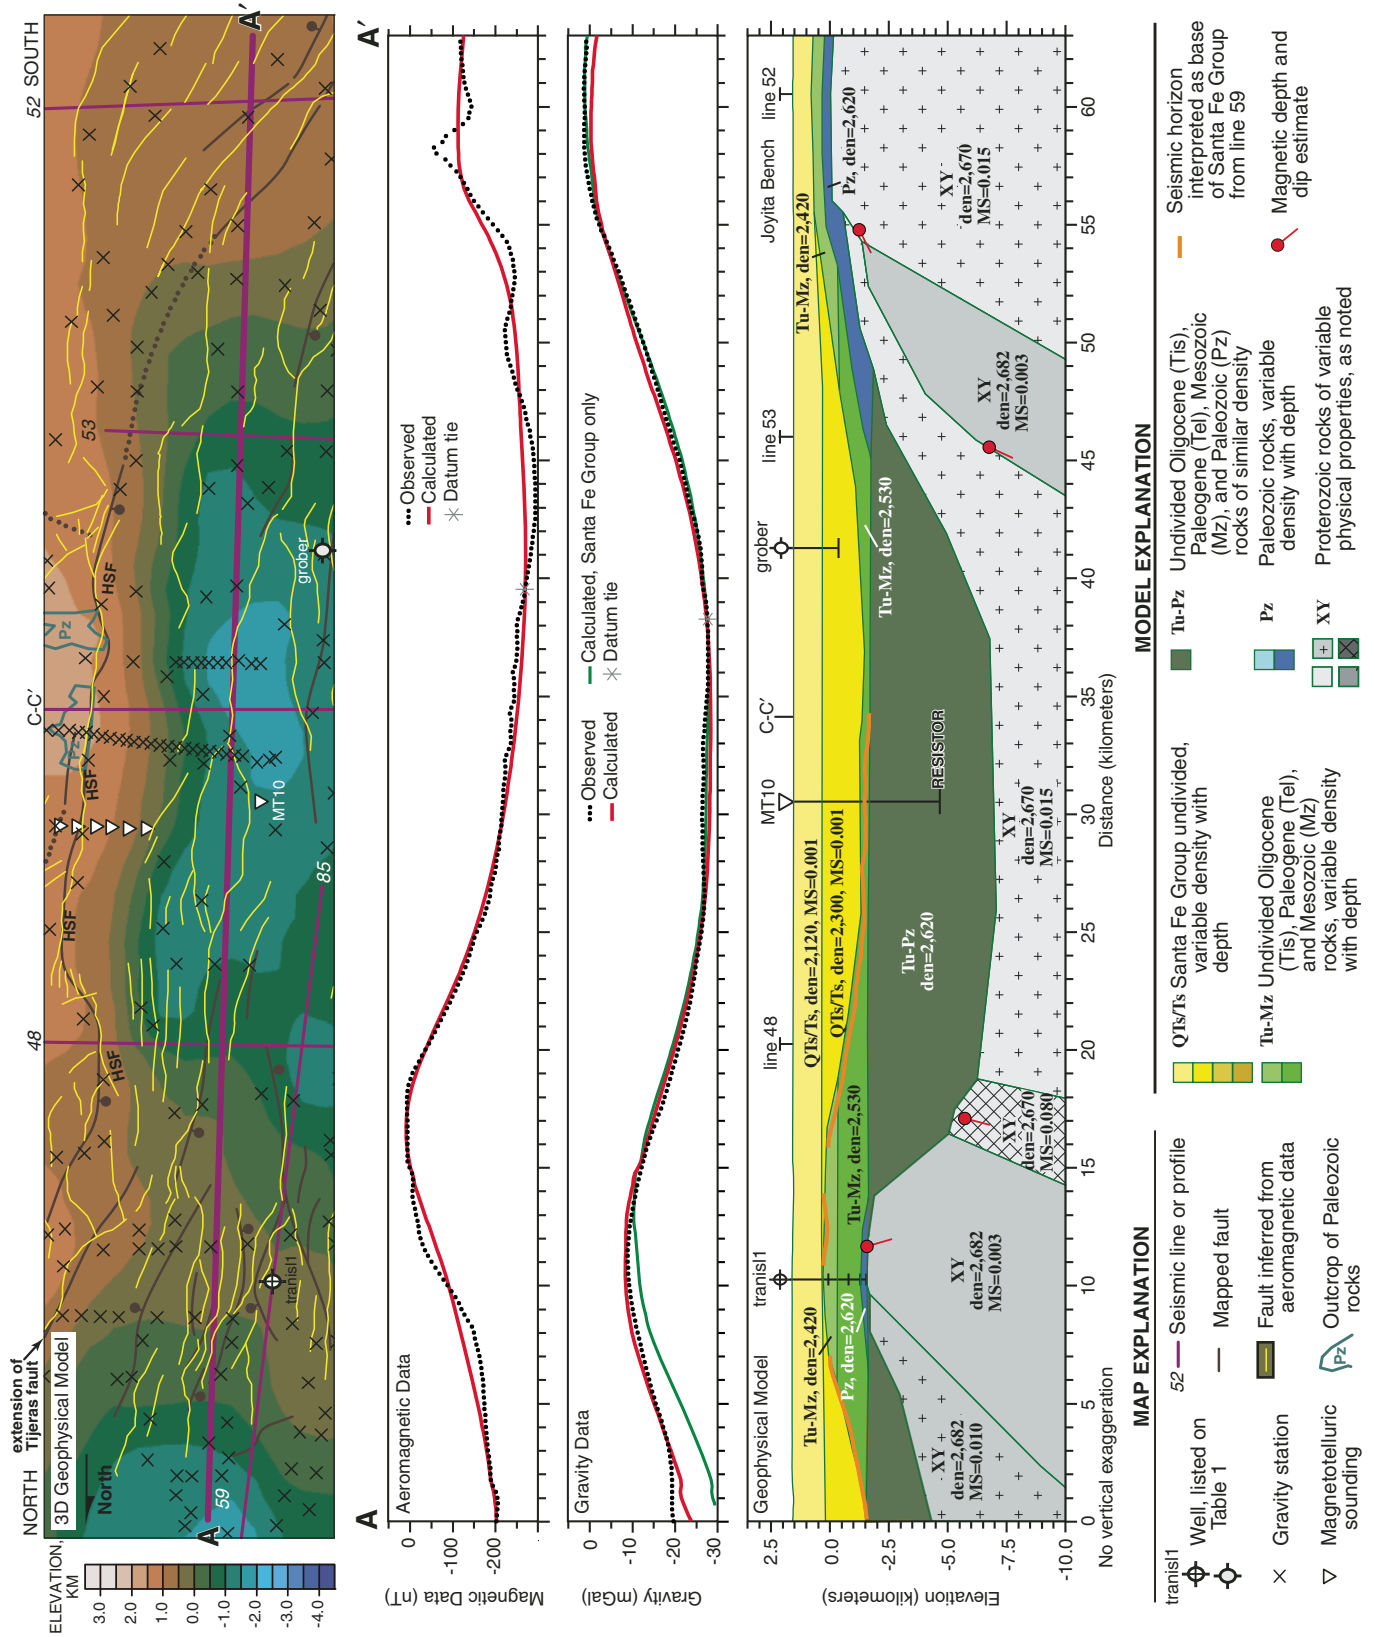 NORTH
extension of
Tijeras fault
3D Geophysical Model
North
ELEVATION,
KM
3.0
2.0
1.0
0.0
-1.0
-2.0
-3.0
-4.0
A
59
tranisl1
HSF
48
85
HSF
HSF
MT10
Pz
C-C′
Pz
HSF
grober
53
52
SOUTH
A′
A
A′
Aeromagnetic Data
Observed
Calculated
Datum tie
Magnetic Data (nT)
0
-100
-200
Gravity Data
Observed
Calculated
Calculated, Santa Fe Group only
Datum tie
Gravity (mGal)
0
-10
-20
-30
Geophysical Model
tranisl1
line 48
MT10
C-C′
grober
line 53
Joyita Bench
line 52
Elevation (kilometers)
2.5
0.0
-2.5
-5.0
-7.5
-10.0
Tu-Mz, den=2,420
Pz, den=2,620
XY
den=2,682
MS=0.010
XY
den=2,682
MS=0.003
Tu-Mz, den=2,530
XY
den=2,670
MS=0.080
QTs/Ts, den=2,120, MS=0.001
QTs/Ts, den=2,300, MS=0.001
Tu-Pz
den=2,620
RESISTOR
XY
den=2,670
MS=0.015
Tu-Mz, den=2,530
XY
den=2,682
MS=0.003
Tu-Mz, den=2,420
Pz, den=2,620
XY
den=2,670
MS=0.015
0
5
10
15
20
25
30
35
40
45
50
55
60
No vertical exaggeration
Distance (kilometers)
MAP EXPLANATION
tranisl1
Well, listed on
Table 1
Gravity station
Magnetotelluric
sounding
52
Seismic line or profile
Mapped fault
Fault inferred from
aeromagnetic data
Pz
Outcrop of Paleozoic
rocks
MODEL EXPLANATION
QTs/Ts Santa Fe Group undivided,
variable density with
depth
Tu-Mz Undivided Oligocene
(Tis), Paleogene (Tel),
and Mesozoic (Mz)
rocks, variable density
with depth
Tu-Pz Undivided Oligocene (Tis),
Paleogene (Tel), Mesozoic
(Mz), and Paleozoic (Pz)
rocks of similar density
Pz Paleozoic rocks, variable
density with depth
XY Proterozoic rocks of variable
physical properties, as noted
Seismic horizon
interpreted as base
of Santa Fe Group
from line 59
Magnetic depth and
dip estimate